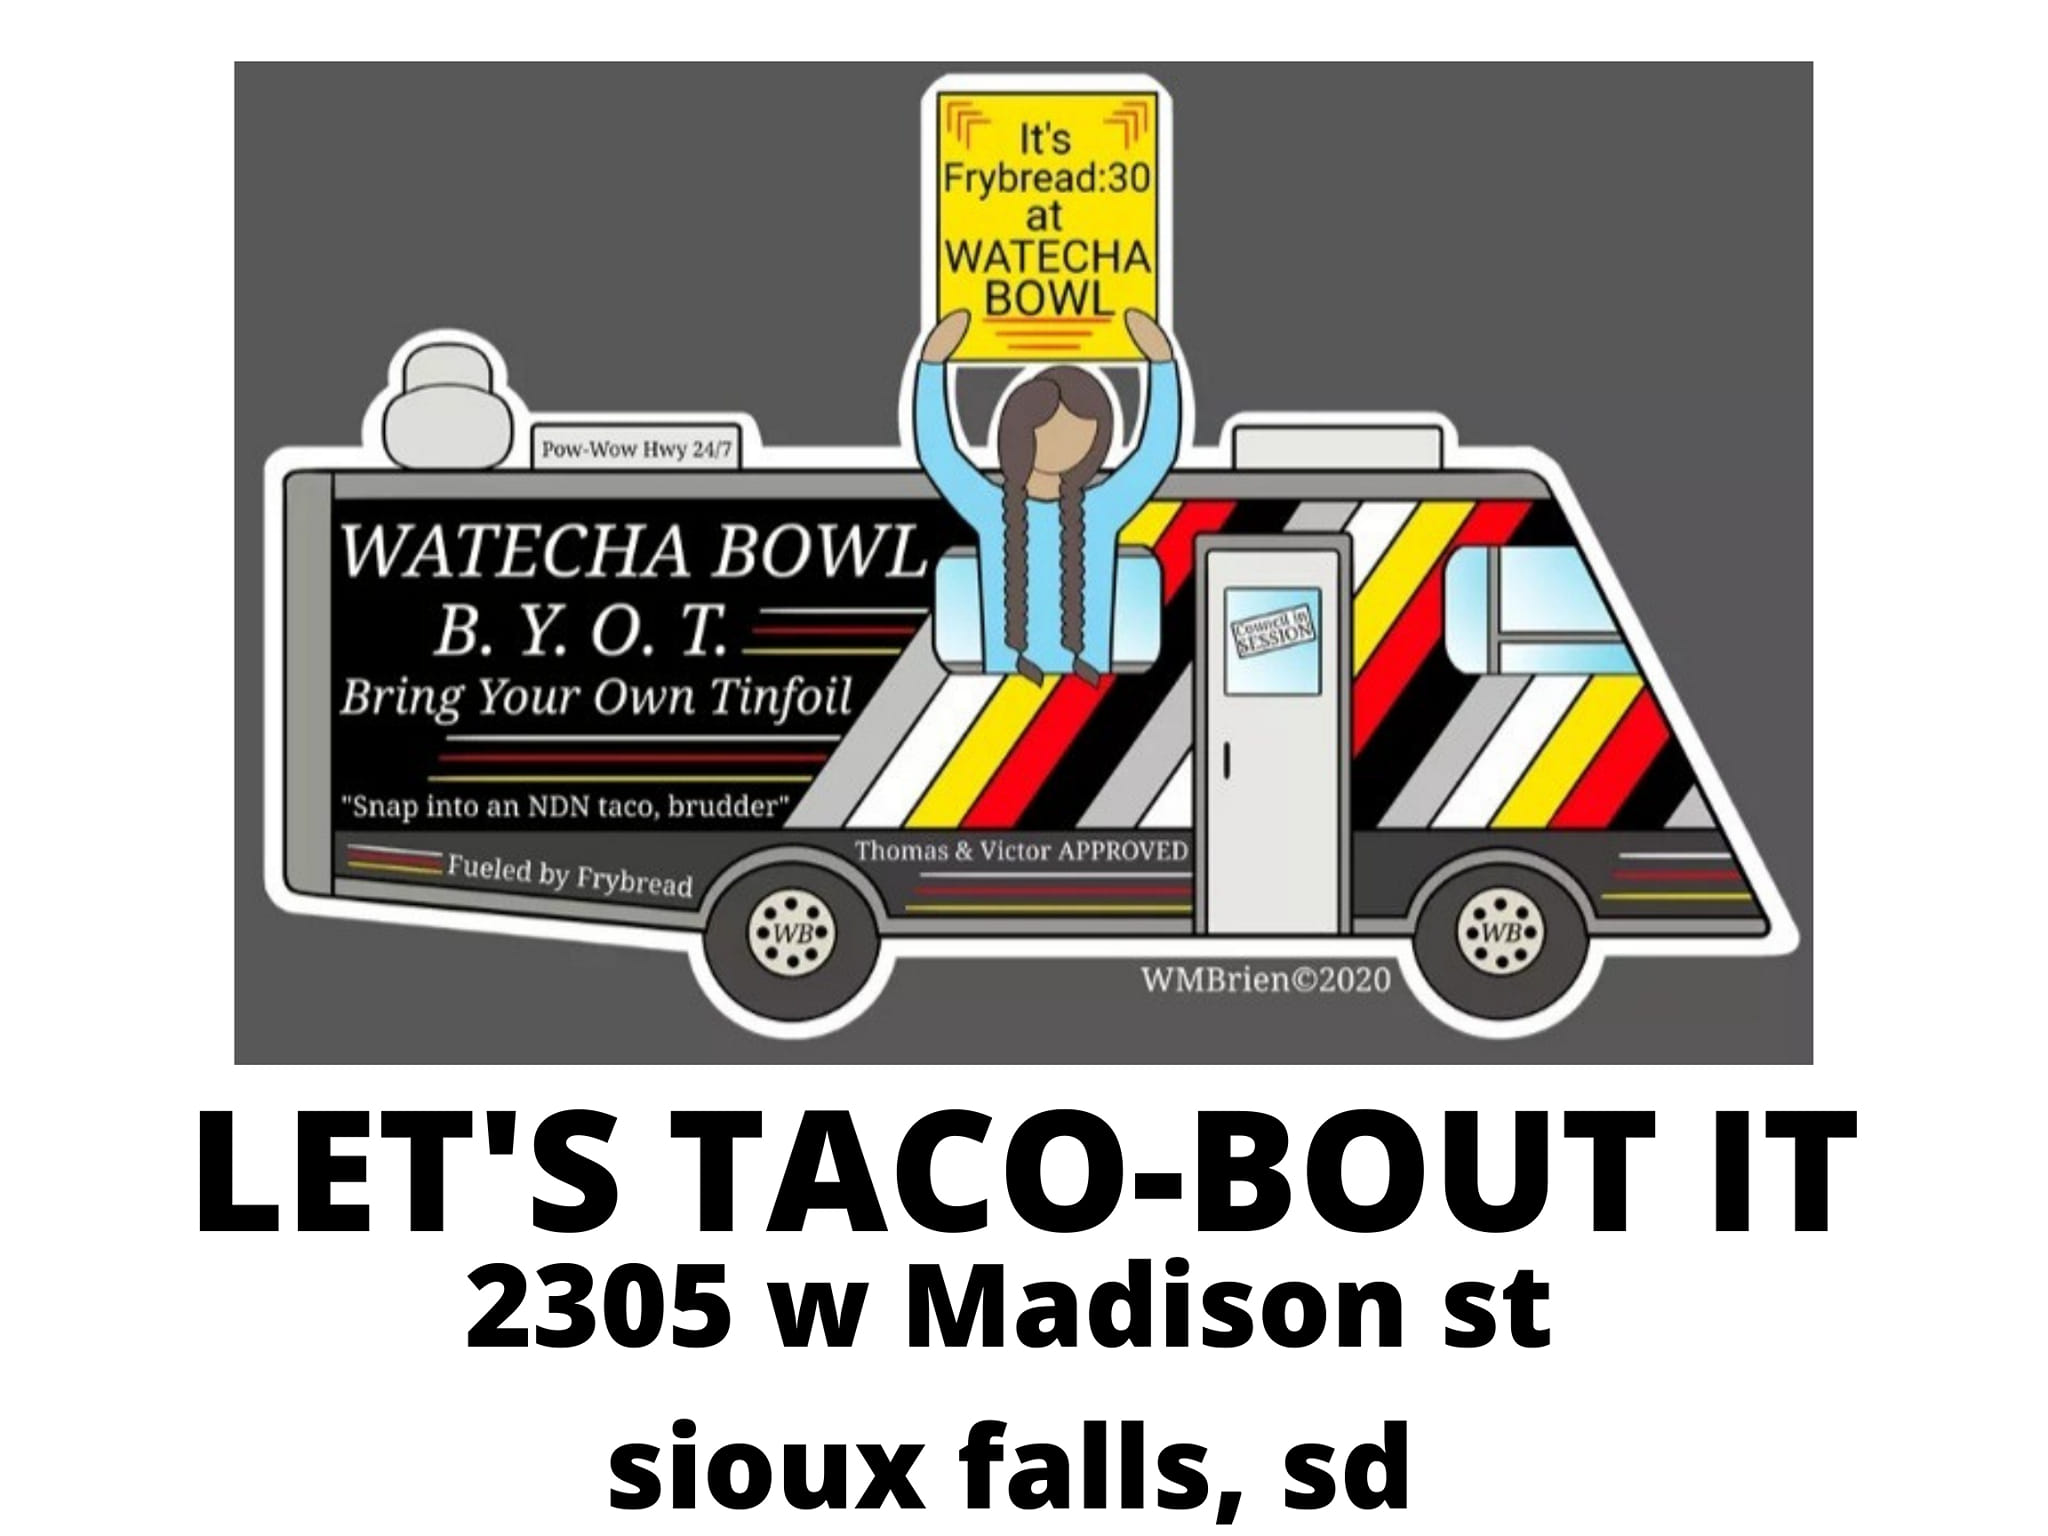 It's
Frybread:30
at
WATECHA
BOWL
Pow-Wow Hwy 24/7
WATECHA BOWL
B. Y. O. T.
Bring Your Own Tinfoil
"Snap into an NDN taco, brudder"
Fueled by Frybread
Thomas & Victor APPROVED
Council in
SESSION
WB
WB
WMBrien©2020
LET'S TACO-BOUT IT
2305 w Madison st
sioux falls, sd